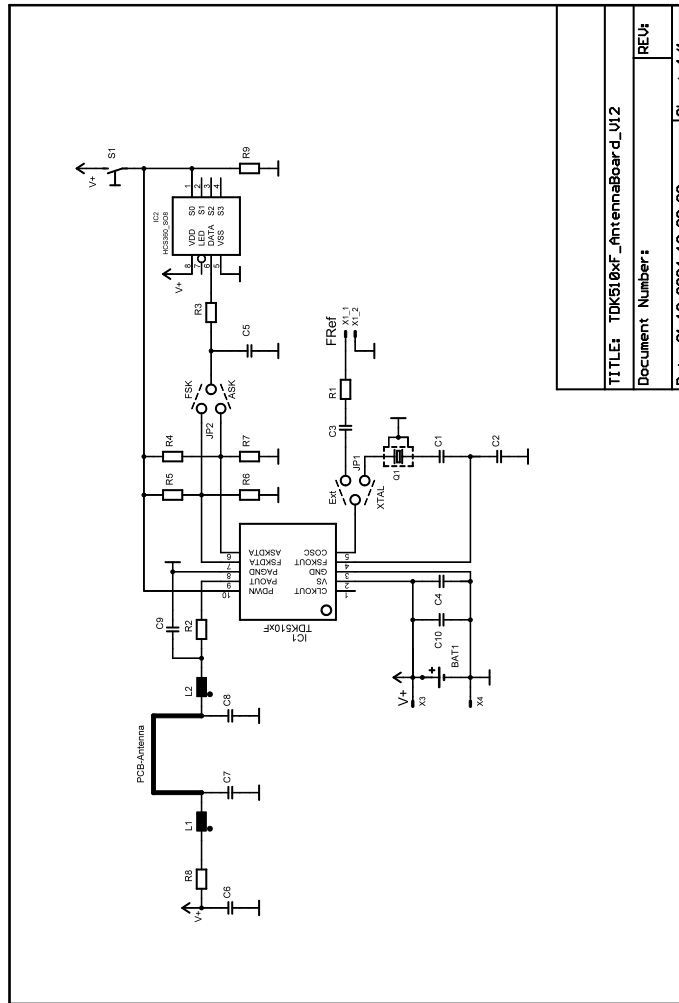 V+
S1
IC2
HCS360_SO8
VDD
LED
DATA
VSS
S0
S1
S2
S3
8
7
6
5
1
2
3
4
R9
V+
R3
C5
FSK
ASK
JP2
R4
R5
R7
R6
FRef
X1_1
X1_2
R1
C3
Ext
JP1
XTAL
Q1
C1
C2
IC1
TDK510xF
PDWN
PAOUT
PAGND
FSKDTA
ASKDTA
10
9
8
7
6
CLKOUT
VS
GND
FSKOUT
COSC
1
2
3
4
5
C9
R2
L2
C8
PCB-Antenna
C7
L1
R8
V+
C6
V+
X3
+
BAT1
X4
C10
C4
TITLE: TDK510xF_AntennaBoard_V12
Document Number:
REV: